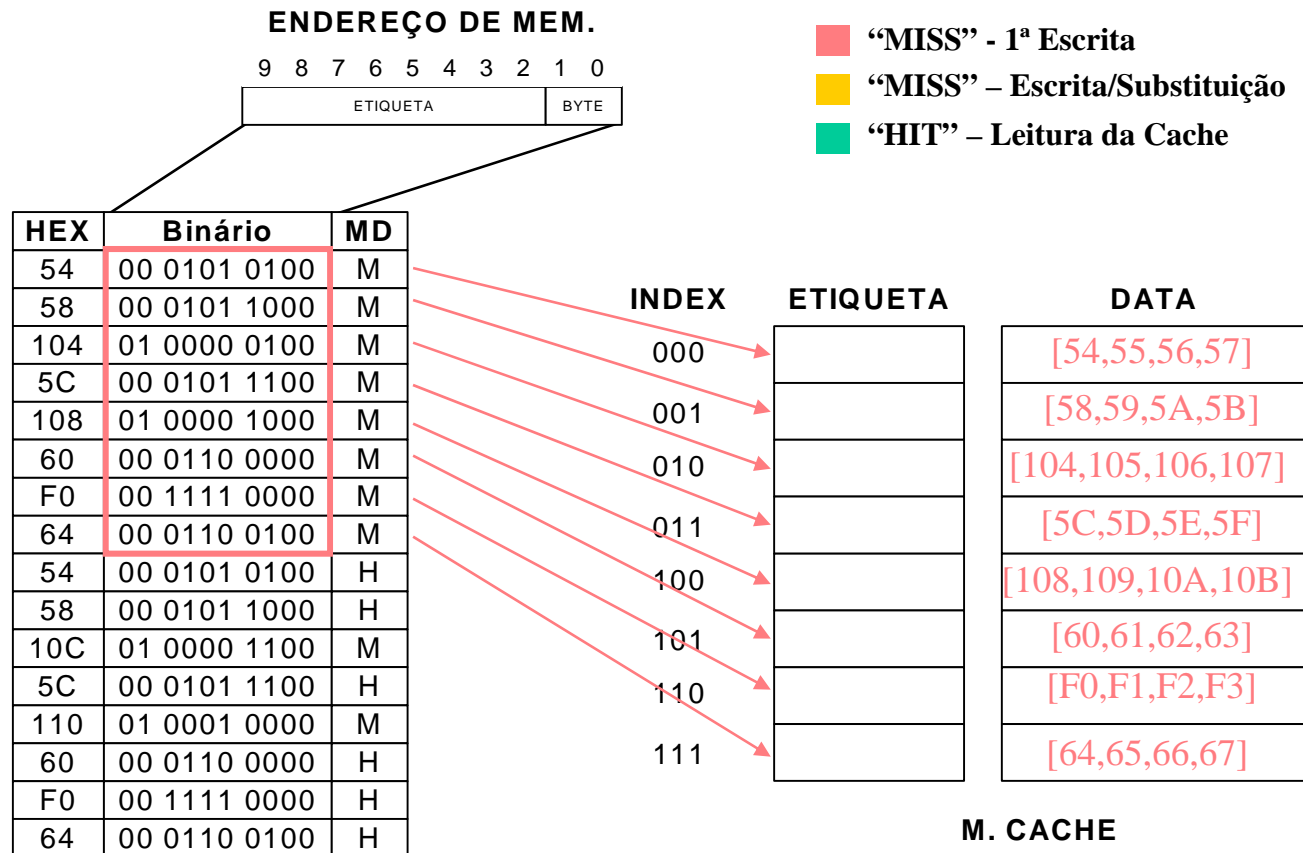 ENDEREÇO DE MEM.
9 8 7 6 5 4 3 2 1 0
ETIQUETA BYTE
“MISS” - 1ª Escrita
“MISS” – Escrita/Substituição
“HIT” – Leitura da Cache
HEX Binário MD
54 00 0101 0100 M
58 00 0101 1000 M
104 01 0000 0100 M
5C 00 0101 1100 M
108 01 0000 1000 M
60 00 0110 0000 M
F0 00 1111 0000 M
64 00 0110 0100 M
54 00 0101 0100 H
58 00 0101 1000 H
10C 01 0000 1100 M
5C 00 0101 1100 H
110 01 0001 0000 M
60 00 0110 0000 H
F0 00 1111 0000 H
64 00 0110 0100 H
INDEX ETIQUETA DATA
000 [54,55,56,57]
001 [58,59,5A,5B]
010 [104,105,106,107]
011 [5C,5D,5E,5F]
100 [108,109,10A,10B]
101 [60,61,62,63]
110 [F0,F1,F2,F3]
111 [64,65,66,67]
M. CACHE